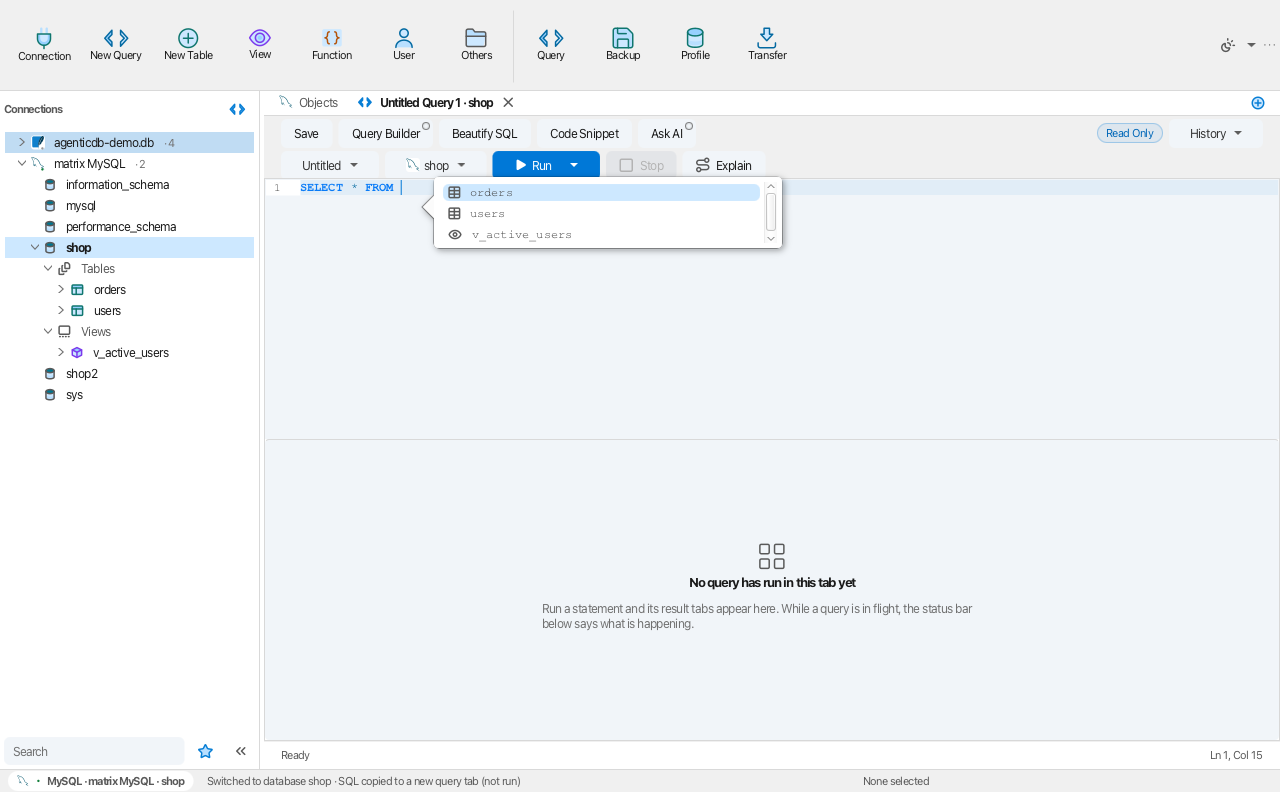 Connection
New Query
New Table
View
Function
User
Others
Query
Backup
Profile
Transfer
Connections
Objects
Untitled Query 1 · shop
Save
Query Builder
Beautify SQL
Code Snippet
Ask AI
Read Only
History
Untitled
shop
Run
Stop
Explain
agenticdb-demo.db · 4
matrix MySQL · 2
information_schema
mysql
performance_schema
shop
Tables
orders
users
Views
v_active_users
shop2
sys
1 SELECT * FROM
orders
users
v_active_users
No query has run in this tab yet
Run a statement and its result tabs appear here. While a query is in flight, the status bar
below says what is happening.
Search
Ready
Ln 1, Col 15
MySQL · matrix MySQL · shop
Switched to database shop · SQL copied to a new query tab (not run)
None selected